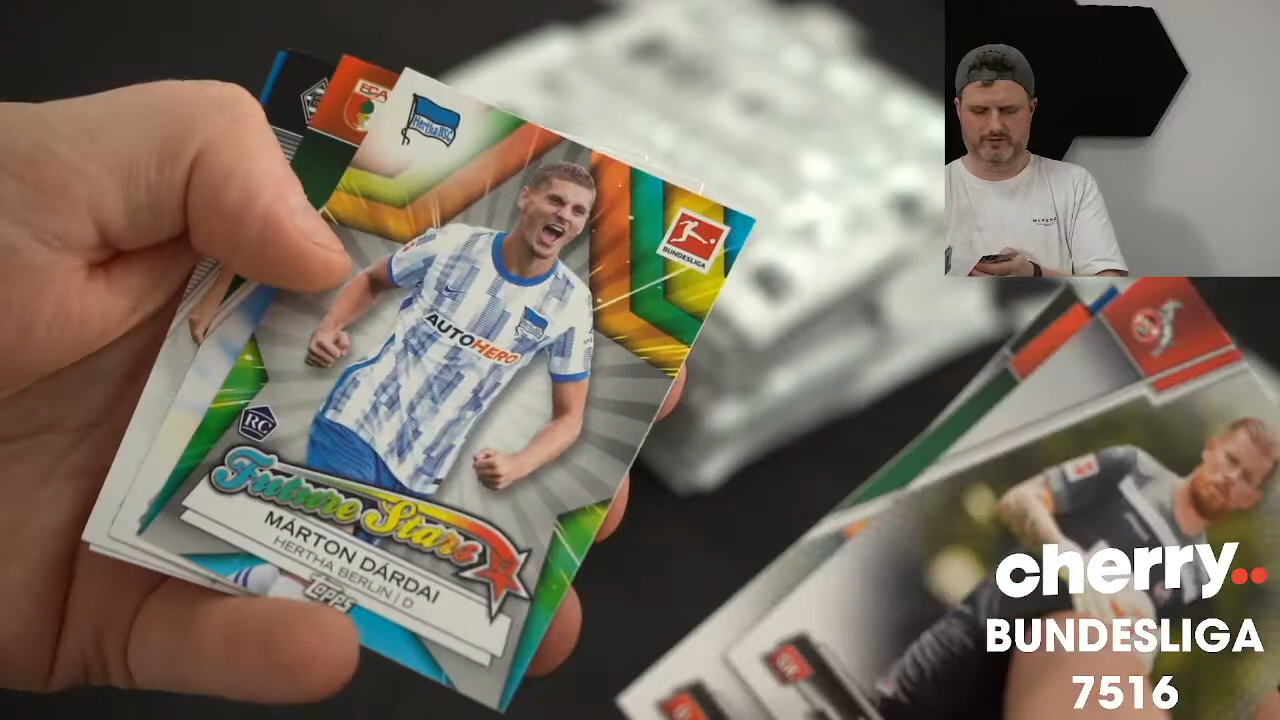 Hertha BSC
FCA
BUNDESLIGA
AUTOHERO
RC
Future Stars
MÁRTON DÁRDAI
HERTHA BERLIN | D
Topps
cherry..
BUNDESLIGA
7516